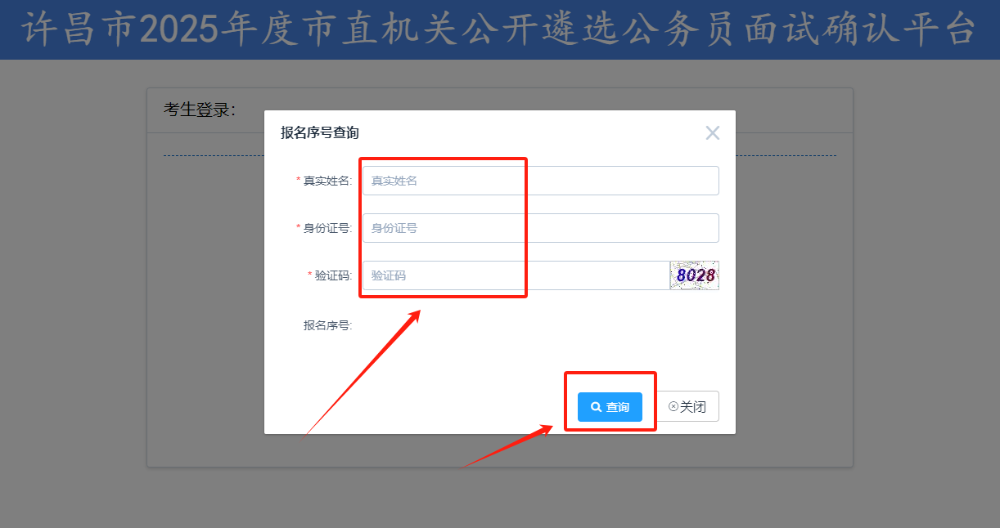 许昌市2025年度市直机关公开遴选公务员面试确认平台
考生登录：
报名序号查询
* 真实姓名: 真实姓名
* 身份证号: 身份证号
* 验证码: 验证码 8028
报名序号:
查询 关闭